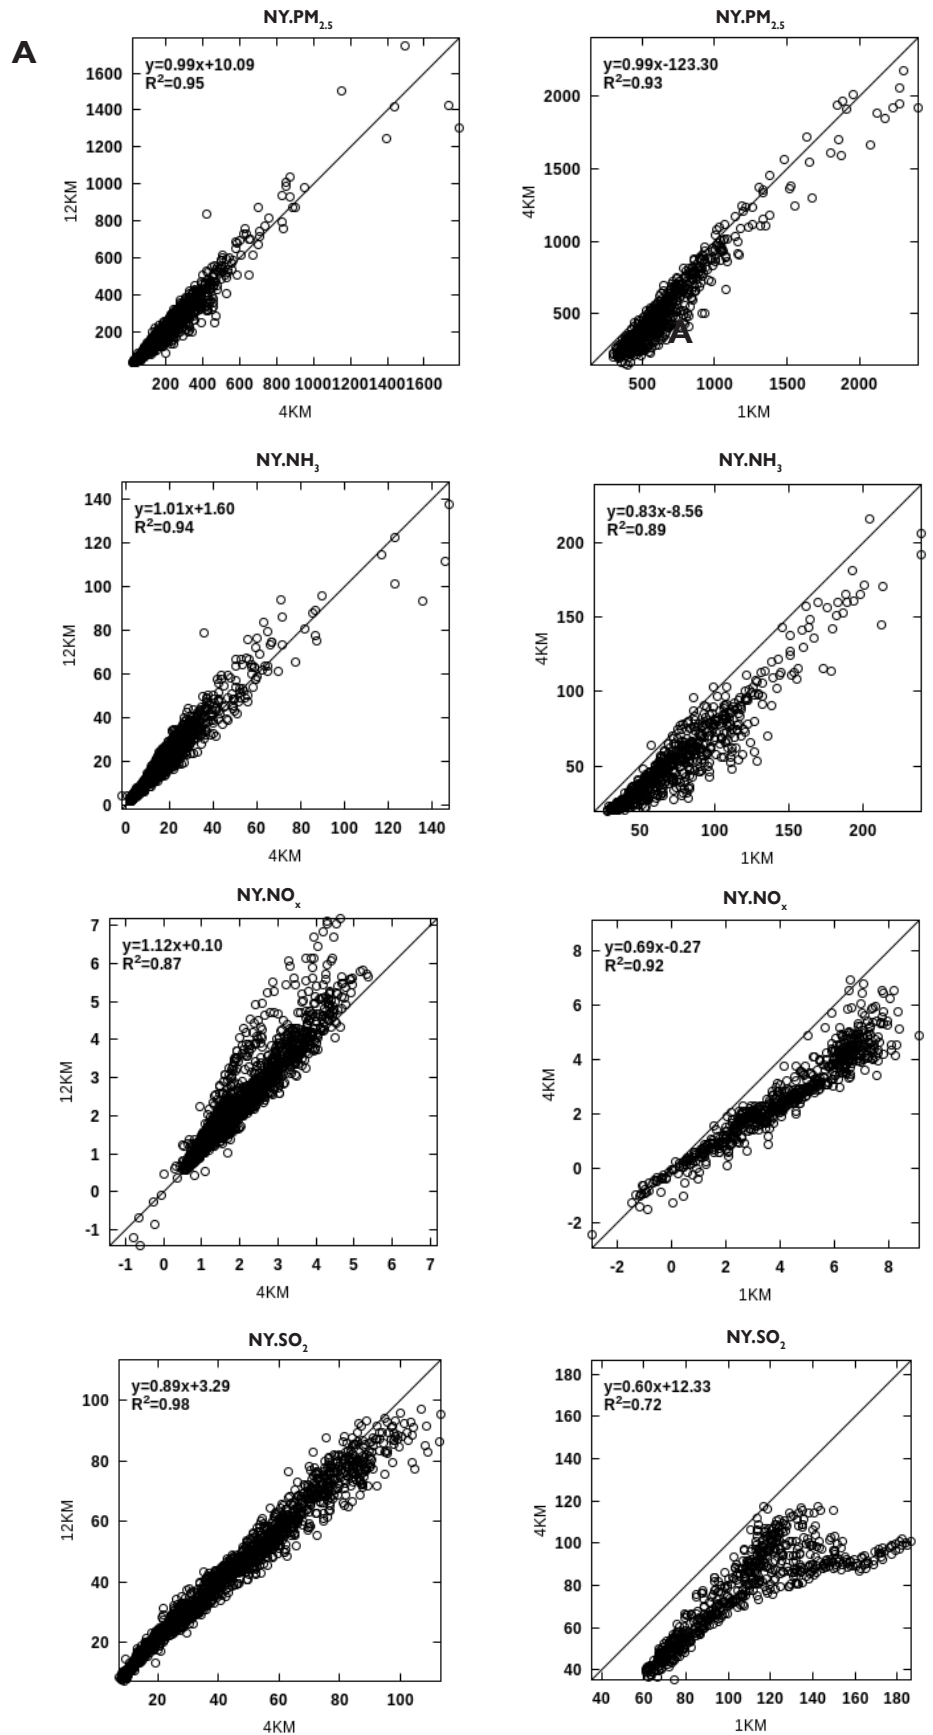 A
NY.PM2.5
y=0.99x+10.09
R2=0.95
1600
1400
1200
1000
800
600
400
200
12KM
200 400 600 800 1000 1200 1400 1600
4KM
NY.PM2.5
y=0.99x-123.30
R2=0.93
2000
1500
1000
500
4KM
A
500 1000 1500 2000
1KM
NY.NH3
y=1.01x+1.60
R2=0.94
140
120
100
80
60
40
20
0
12KM
0 20 40 60 80 100 120 140
4KM
NY.NH3
y=0.83x-8.56
R2=0.89
200
150
100
50
4KM
50 100 150 200
1KM
NY.NOx
y=1.12x+0.10
R2=0.87
7
6
5
4
3
2
1
0
-1
12KM
-1 0 1 2 3 4 5 6 7
4KM
NY.NOx
y=0.69x-0.27
R2=0.92
8
6
4
2
0
-2
4KM
-2 0 2 4 6 8
1KM
NY.SO2
y=0.89x+3.29
R2=0.98
100
80
60
40
20
12KM
20 40 60 80 100
4KM
NY.SO2
y=0.60x+12.33
R2=0.72
180
160
140
120
100
80
60
40
4KM
40 60 80 100 120 140 160 180
1KM